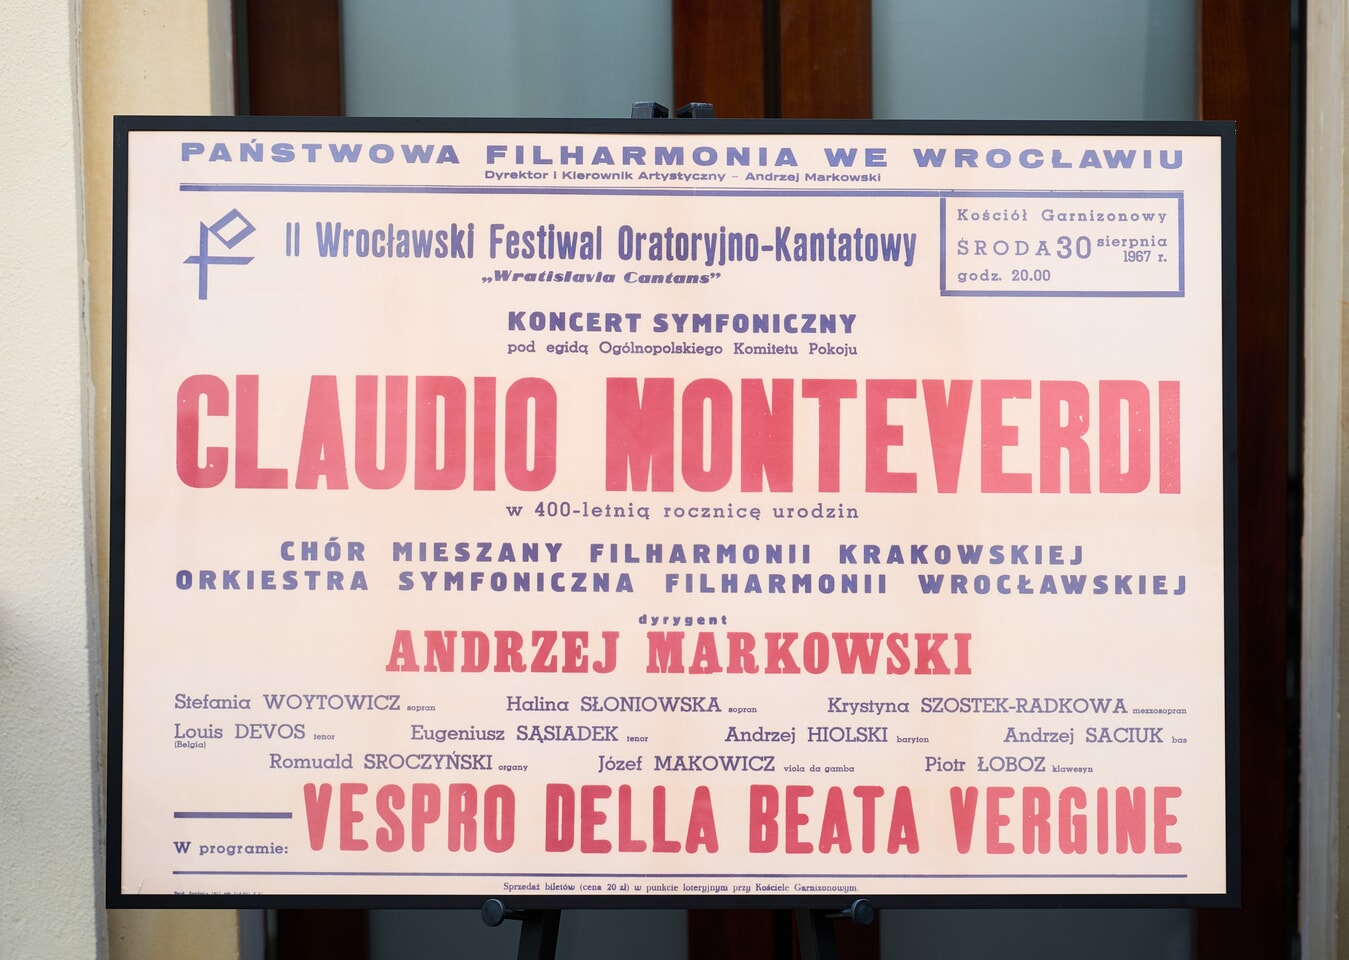 PAŃSTWOWA FILHARMONIA WE WROCŁAWIU
Dyrektor i Kierownik Artystyczny – Andrzej Markowski
II Wrocławski Festiwal Oratoryjno-Kantatowy
„Wratislavia Cantans”
Kościół Garnizonowy
ŚRODA 30 sierpnia 1967 r.
godz. 20.00
KONCERT SYMFONICZNY
pod egidą Ogólnopolskiego Komitetu Pokoju
CLAUDIO MONTEVERDI
w 400-letnią rocznicę urodzin
CHÓR MIESZANY FILHARMONII KRAKOWSKIEJ
ORKIESTRA SYMFONICZNA FILHARMONII WROCŁAWSKIEJ
dyrygent
ANDRZEJ MARKOWSKI
Stefania WOYTOWICZ sopran Halina SŁONIOWSKA sopran Krystyna SZOSTEK-RADKOWA mezzosopran
Louis DEVOS tenor Eugeniusz SĄSIADEK tenor Andrzej HIOLSKI baryton Andrzej SACIUK bas
(Belgia)
Romuald SROCZYŃSKI organy Józef MAKOWICZ viola da gamba Piotr ŁOBOZ klawesyn
W programie: VESPRO DELLA BEATA VERGINE
Sprzedaż biletów (cena 20 zł) w punkcie loteryjnym przy Kościele Garnizonowym.